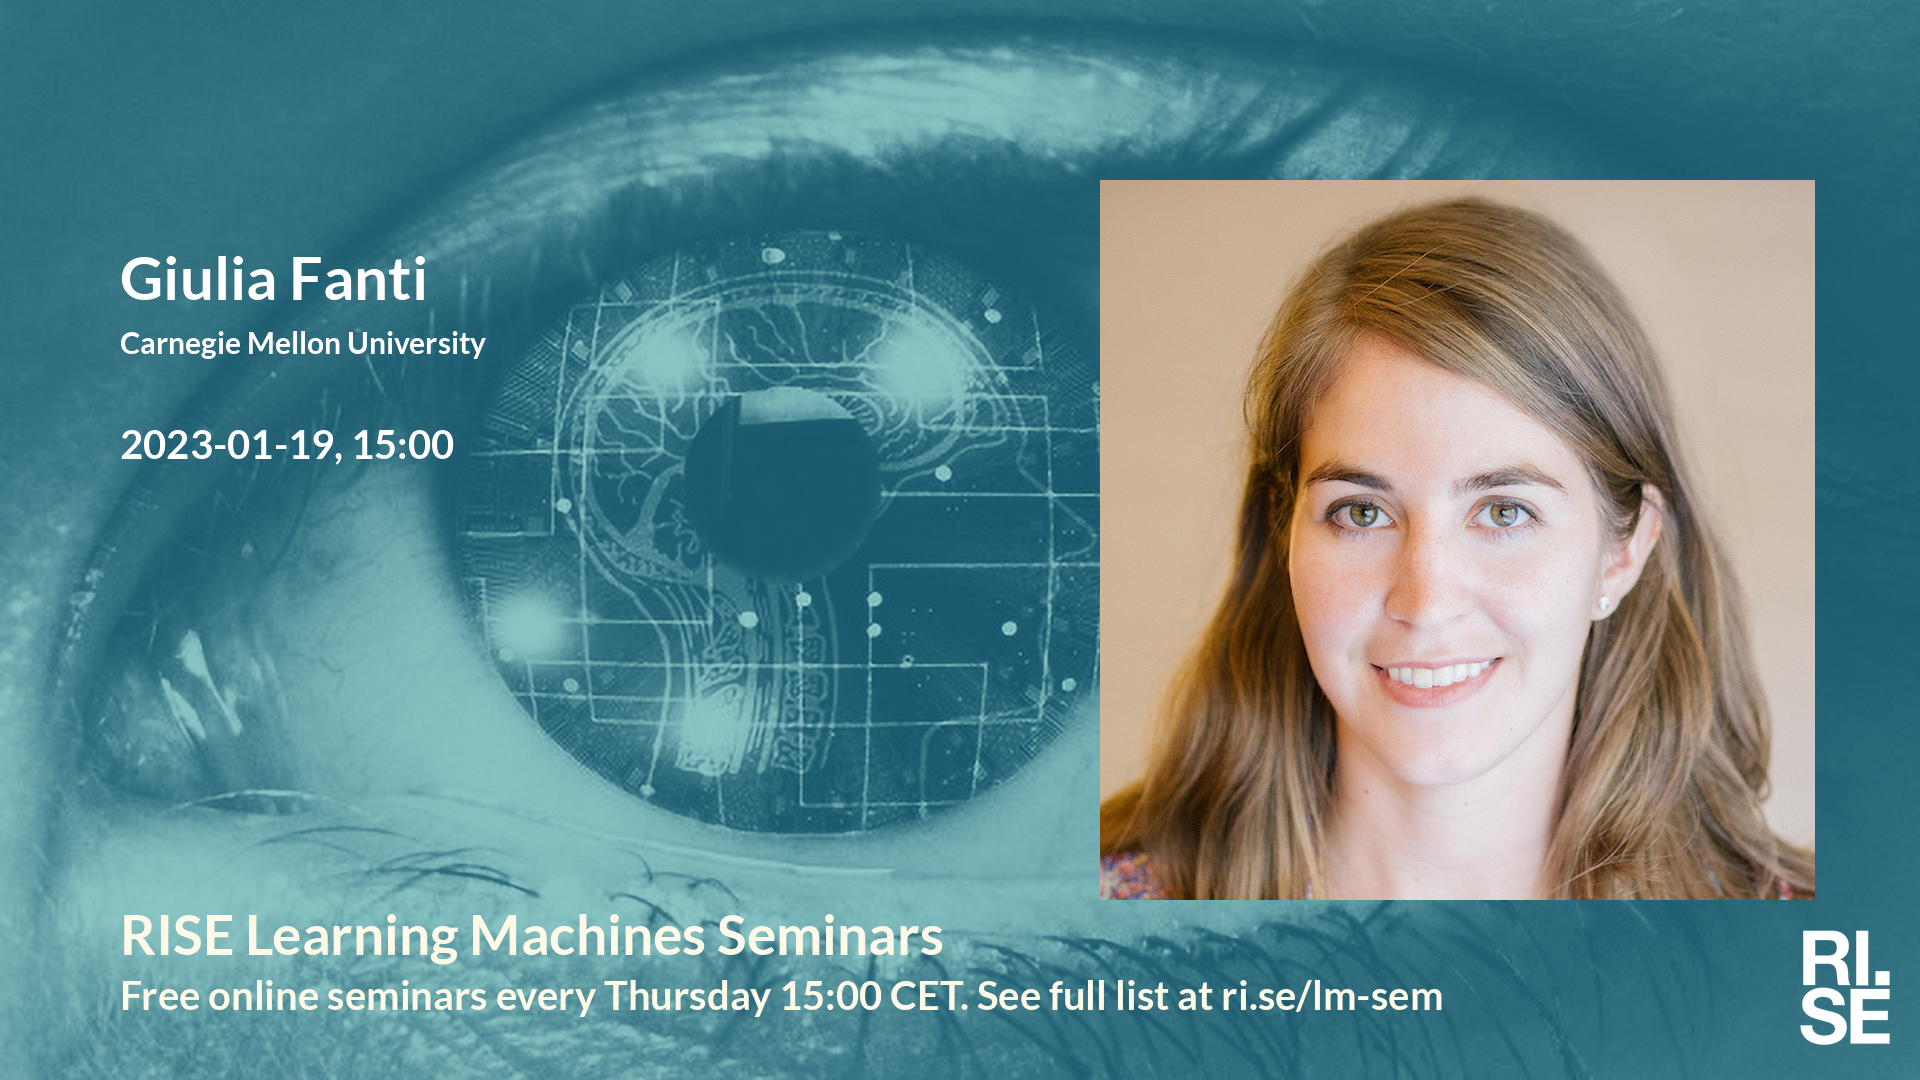 Giulia Fanti
Carnegie Mellon University
2023-01-19, 15:00
RISE Learning Machines Seminars
Free online seminars every Thursday 15:00 CET. See full list at ri.se/lm-sem
RI.
SE